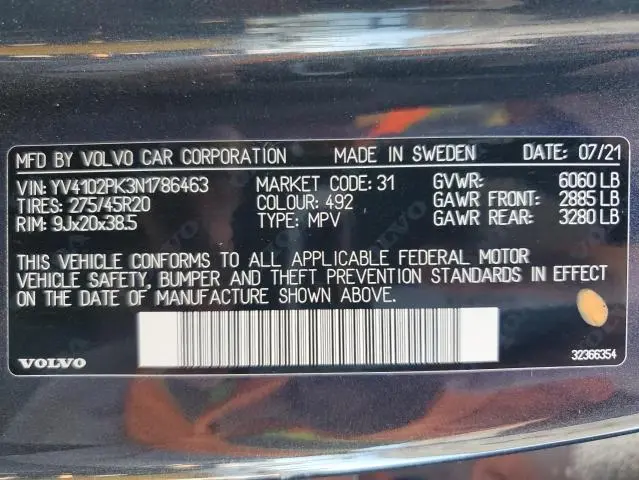 MFD BY VOLVO CAR CORPORATION MADE IN SWEDEN DATE: 07/21
VIN: YV4102PK3N1786463 MARKET CODE: 31 GVWR: 6060 LB
TIRES: 275/45R20 COLOUR: 492 GAWR FRONT: 2885 LB
RIM: 9Jx20x38.5 TYPE: MPV GAWR REAR: 3280 LB
THIS VEHICLE CONFORMS TO ALL APPLICABLE FEDERAL MOTOR
VEHICLE SAFETY, BUMPER AND THEFT PREVENTION STANDARDS IN EFFECT
ON THE DATE OF MANUFACTURE SHOWN ABOVE.
VOLVO 32366354